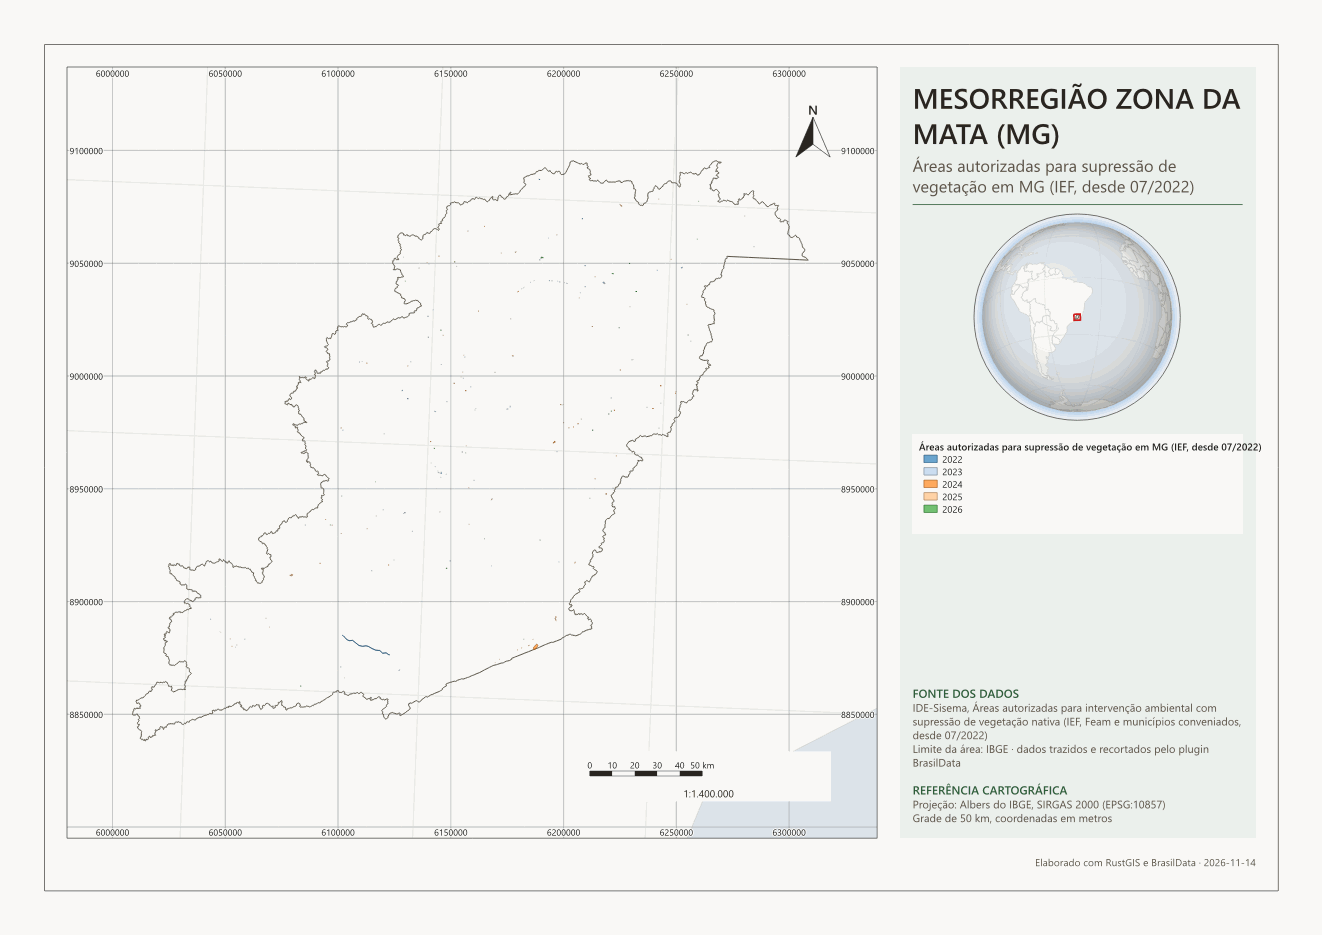 6000000 6050000 6100000 6150000 6200000 6250000 6300000
N
9100000 9100000
9050000 9050000
9000000 9000000
8950000 8950000
8900000 8900000
8850000 8850000
0 10 20 30 40 50 km
1:1.400.000
6000000 6050000 6100000 6150000 6200000 6250000 6300000
MESORREGIÃO ZONA DA
MATA (MG)
Áreas autorizadas para supressão de
vegetação em MG (IEF, desde 07/2022)
Áreas autorizadas para supressão de vegetação em MG (IEF, desde 07/2022)
2022
2023
2024
2025
2026
FONTE DOS DADOS
IDE-Sisema, Áreas autorizadas para intervenção ambiental com
supressão de vegetação nativa (IEF, Feam e municípios conveniados,
desde 07/2022)
Limite da área: IBGE · dados trazidos e recortados pelo plugin
BrasilData
REFERÊNCIA CARTOGRÁFICA
Projeção: Albers do IBGE, SIRGAS 2000 (EPSG:10857)
Grade de 50 km, coordenadas em metros
Elaborado com RustGIS e BrasilData · 2026-11-14